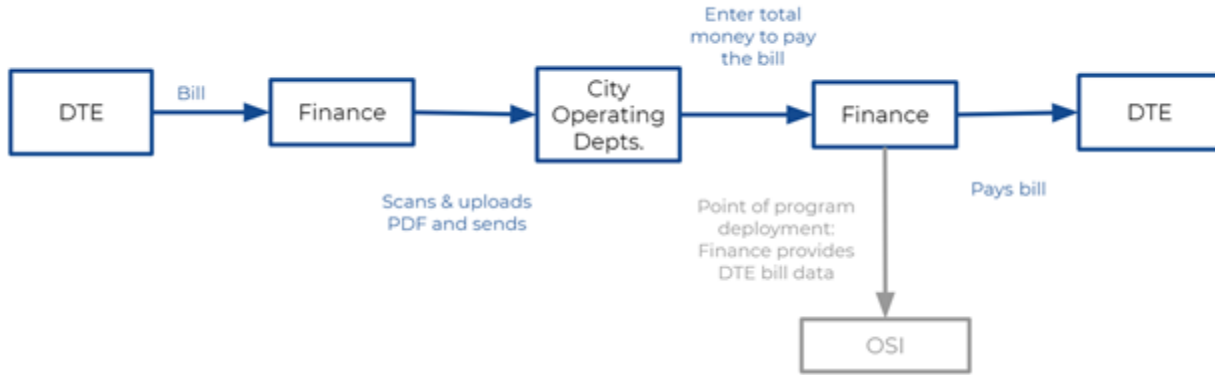 Enter total
money to pay
the bill
DTE
Bill
Finance
City
Operating
Depts.
Finance
DTE
Scans & uploads
PDF and sends
Point of program
deployment:
Finance provides
DTE bill data
Pays bill
OSI